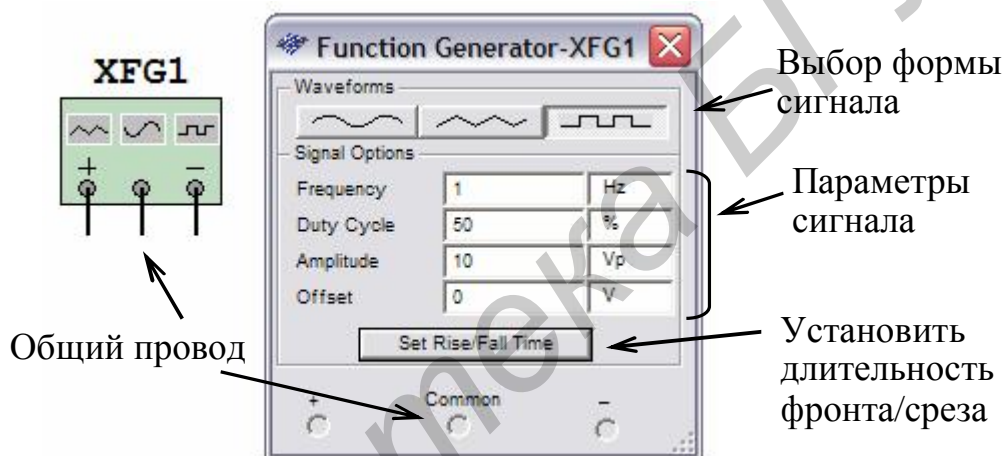 XFG1
+
–
Function Generator-XFG1
Waveforms
Signal Options
Frequency 1 Hz
Duty Cycle 50 %
Amplitude 10 Vp
Offset 0 V
Set Rise/Fall Time
+ Common –
Выбор формы
сигнала
Параметры
сигнала
Установить
длительность
фронта/среза
Общий провод